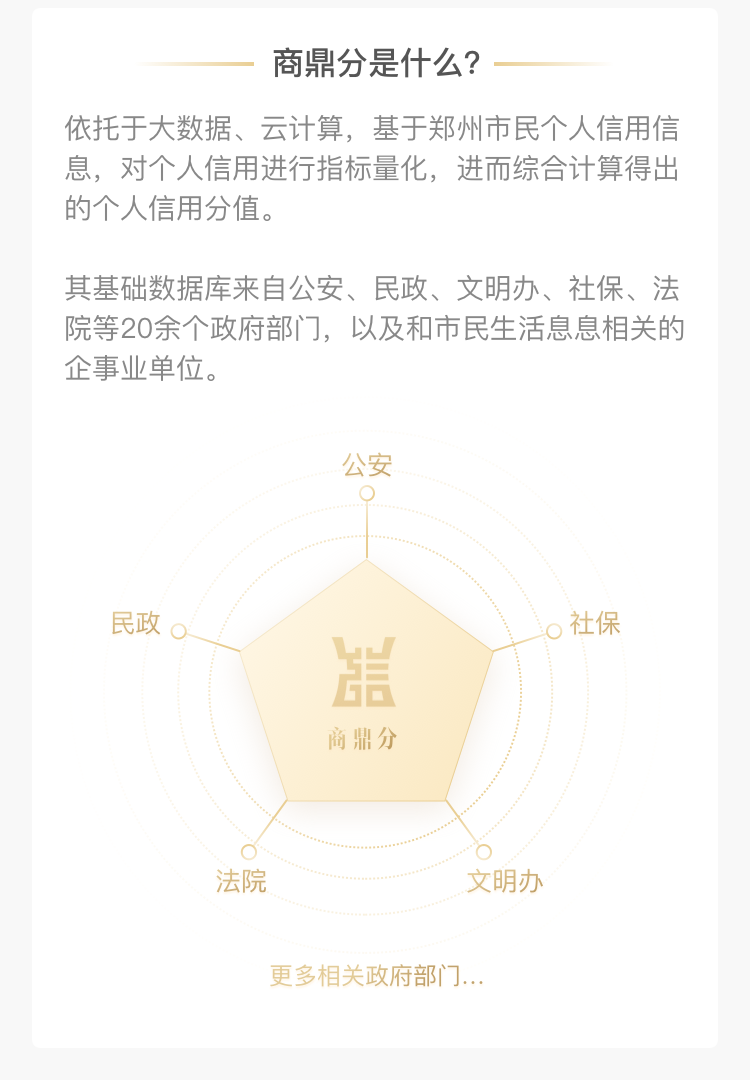 商鼎分是什么?
依托于大数据、云计算，基于郑州市民个人信用信
息，对个人信用进行指标量化，进而综合计算得出
的个人信用分值。
其基础数据库来自公安、民政、文明办、社保、法
院等20余个政府部门，以及和市民生活息息相关的
企事业单位。
公安
民政
社保
商鼎分
法院
文明办
更多相关政府部门...